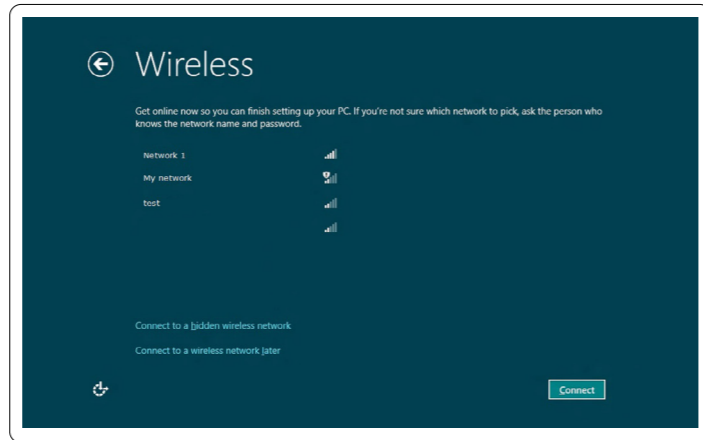 Wireless
Get online now so you can finish setting up your PC. If you're not sure which network to pick, ask the person who
knows the network name and password.
Network 1
My network
test
Connect to a hidden wireless network
Connect to a wireless network later
Connect